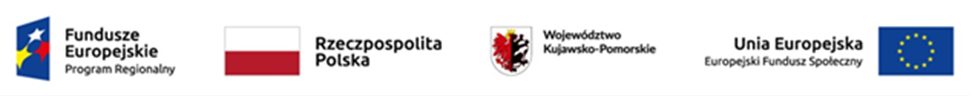 Fundusze
Europejskie
Program Regionalny
Rzeczpospolita
Polska
Województwo
Kujawsko-Pomorskie
Unia Europejska
Europejski Fundusz Społeczny